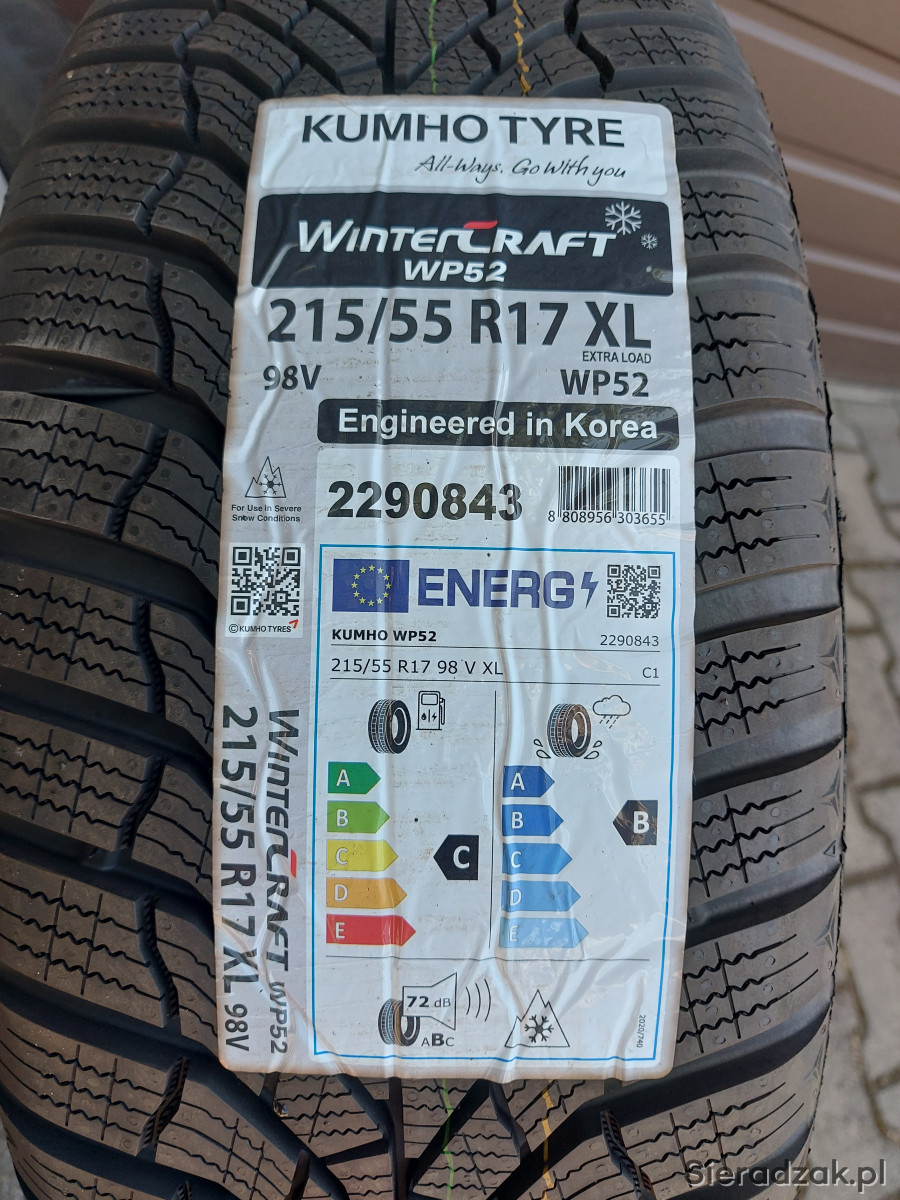 KUMHO TYRE
All-Ways. Go With you
WINTERCRAFT
WP52
215/55 R17 XL
EXTRA LOAD
98V WP52
Engineered in Korea
For Use in Severe
Snow Conditions
2290843
8 808956 303655
©KUMHO TYRES
ENERG
KUMHO WP52 2290843
215/55 R17 98 V XL C1
A A
B B B
C C C
D D
E E
72 dB
ABC
2020/740
WINTERCRAFT WP52
215/55 R17 XL 98V
Sieradzak.pl